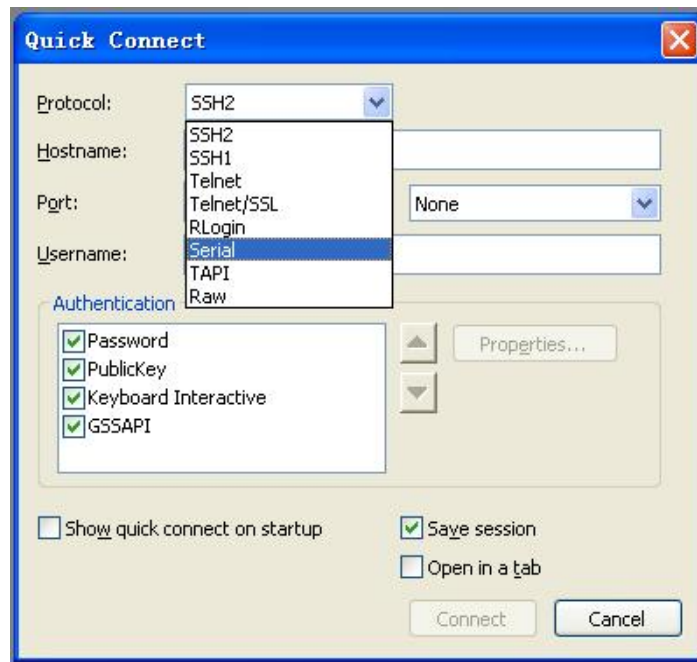 Quick Connect
Protocol: SSH2
SSH2
Hostname:
SSH1
Telnet
Port: Telnet/SSL None
RLogin
Username: Serial
TAPI
Raw
Authentication
Password
PublicKey
Properties...
Keyboard Interactive
GSSAPI
Show quick connect on startup
Save session
Open in a tab
Connect Cancel